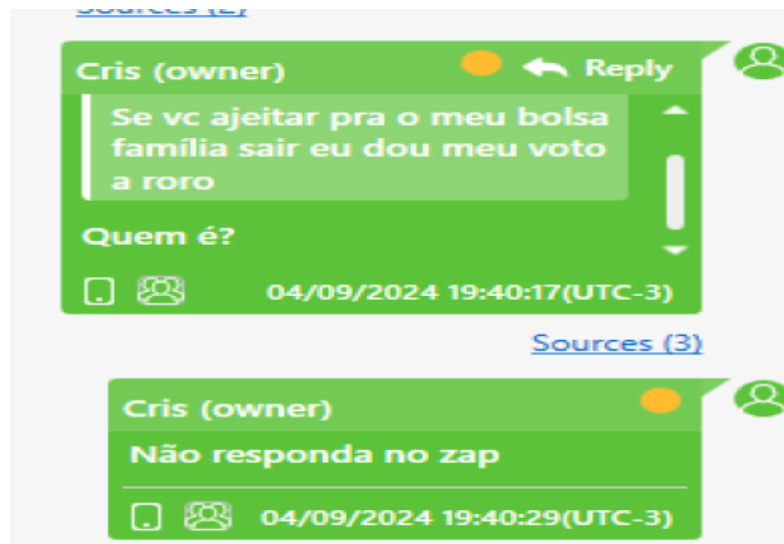 Sources (2)
Cris (owner)
Reply
Se vc ajeitar pra o meu bolsa
família sair eu dou meu voto
a roro
Quem é?
04/09/2024 19:40:17(UTC-3)
Sources (3)
Cris (owner)
Não responda no zap
04/09/2024 19:40:29(UTC-3)